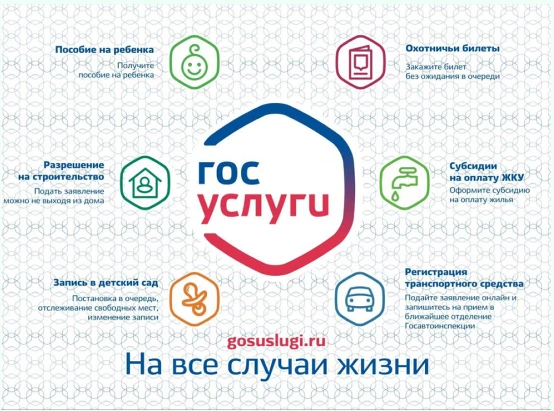 Пособие на ребенка
Получите
пособие на ребенка
Охотничьи билеты
Закажите билет
без ожидания в очереди
гос
услуги
Разрешение
на строительство
Подать заявление
можно не выходя из дома
Субсидии
на оплату ЖКУ
Оформите субсидию
на оплату жилья
Запись в детский сад
Постановка в очередь,
отслеживание свободных мест,
изменение записи
Регистрация
транспортного средства
Подайте заявление онлайн и
запишитесь на прием в
ближайшее отделение
Госавтоинспекции
gosuslugi.ru
На все случаи жизни